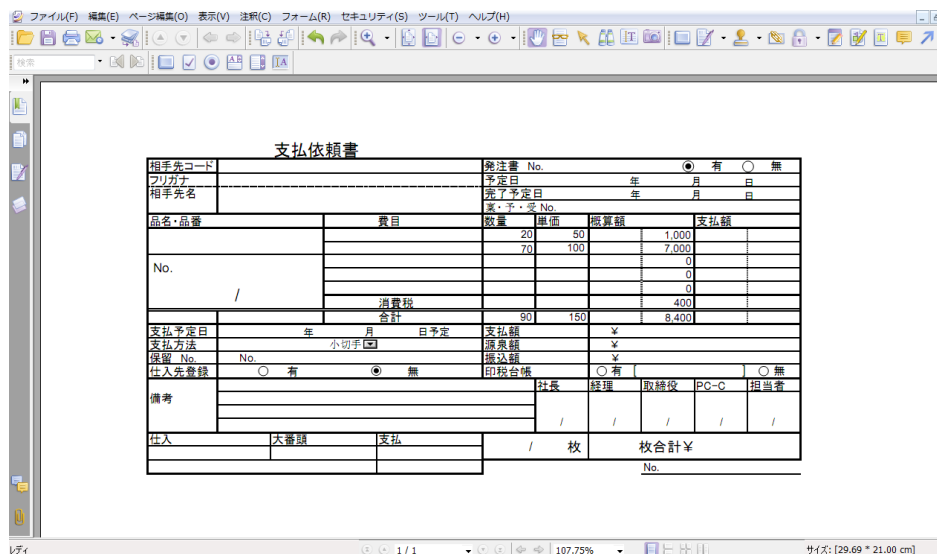 ファイル(F) 編集(E) ページ編集(O) 表示(V) 注釈(C) フォーム(R) セキュリティ(S) ツール(T) ヘルプ(H)
検索
支払依頼書
相手先コード 発注書 No. 有 無
フリガナ 予定日 年 月 日
相手先名 完了予定日 年 月 日
稟・予・受 No.
品名・品番 費目 数量 単価 概算額 支払額
20 50 1,000
70 100 7,000
0
No. 0
/ 0
消費税 400
合計 90 150 8,400
支払予定日 年 月 日予定 支払額 ¥
支払方法 小切手 源泉額 ¥
保留 No. No. 振込額 ¥
仕入先登録 有 無 印税台帳 有 [ ] 無
備考 社長 経理 取締役 PC-C 担当者
/ / / / /
仕入 大番頭 支払 / 枚 枚合計¥
No.
レディ 1 / 1 107.75% サイズ: [29.69 * 21.00 cm]